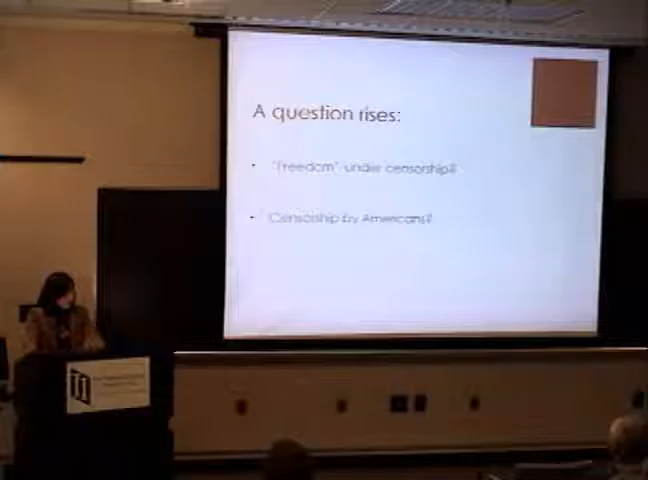 A question rises:
"Freedom" under censorship?
Censorship by Americans?